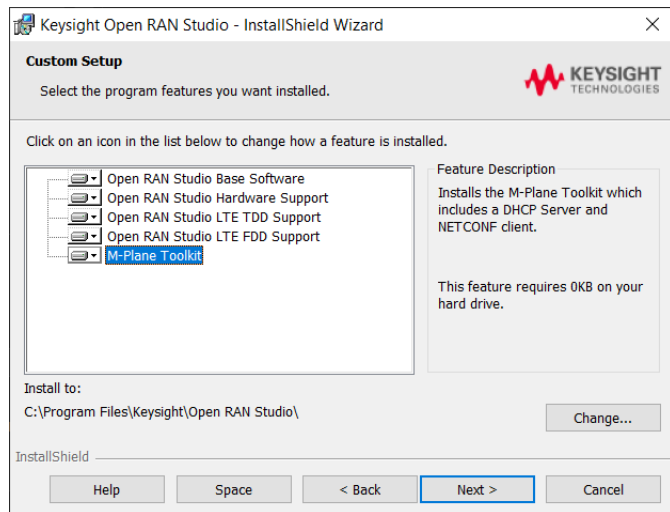 Keysight Open RAN Studio - InstallShield Wizard
Custom Setup
Select the program features you want installed.
KEYSIGHT
TECHNOLOGIES
Click on an icon in the list below to change how a feature is installed.
Open RAN Studio Base Software
Open RAN Studio Hardware Support
Open RAN Studio LTE TDD Support
Open RAN Studio LTE FDD Support
M-Plane Toolkit
Feature Description
Installs the M-Plane Toolkit which
includes a DHCP Server and
NETCONF client.
This feature requires 0KB on your
hard drive.
Install to:
C:\Program Files\Keysight\Open RAN Studio\
Change...
InstallShield
Help
Space
< Back
Next >
Cancel